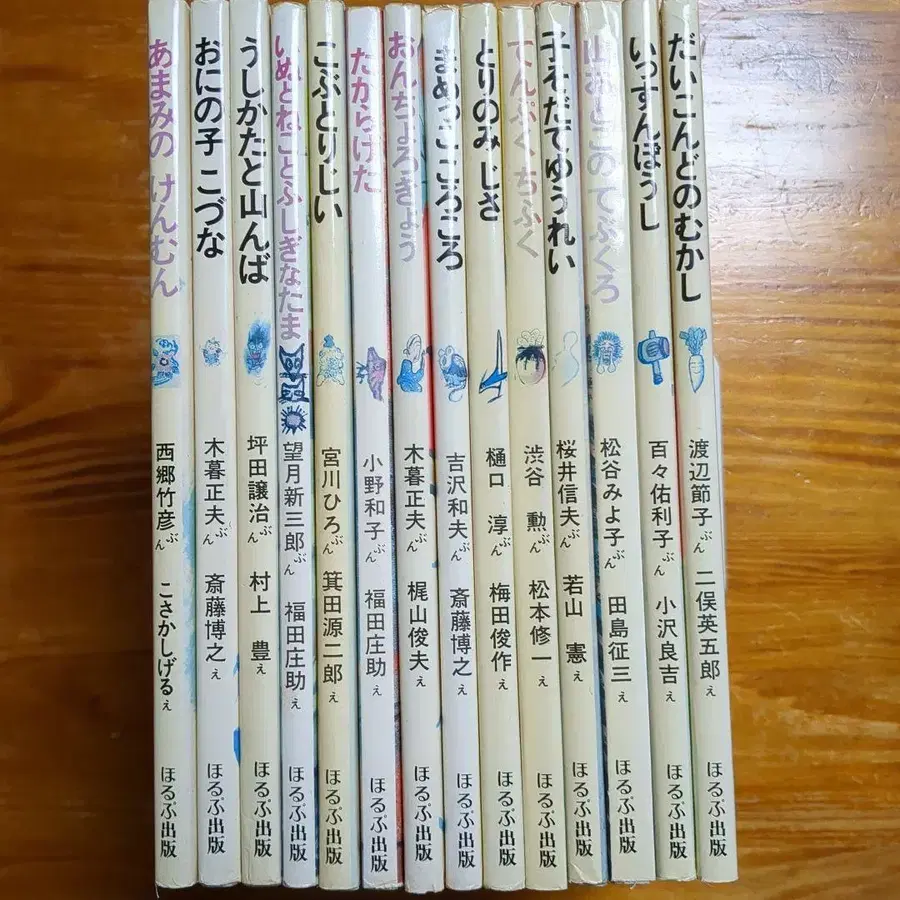 あまみの けんむん 西郷竹彦ぶん こさかしげるえ ほるぷ出版
おにの子 こづな 木暮正夫ぶん 斎藤博之え ほるぷ出版
うしかたと山んば 坪田譲治ぶん 村上 豊え ほるぷ出版
いぬとねことふしぎなたま 望月新三郎ぶん 福田庄助え ほるぷ出版
こぶとりじい 宮川ひろぶん 箕田源二郎え ほるぷ出版
たからげた 小野和子ぶん 福田庄助え ほるぷ出版
おんちょろきょう 木暮正夫ぶん 梶山俊夫え ほるぷ出版
まめっこころころ 吉沢和夫ぶん 斎藤博之え ほるぷ出版
とりのみじさ 樋口 淳ぶん 梅田俊作え ほるぷ出版
てんぷくちふく 渋谷 勲ぶん 松本修一え ほるぷ出版
子そだてゆうれい 桜井信夫ぶん 若山 憲え ほるぷ出版
山おとこのてぶくろ 松谷みよ子ぶん 田島征三え ほるぷ出版
いっすんぼうし 百々佑利子ぶん 小沢良吉え ほるぷ出版
だいこんどのむかし 渡辺節子ぶん 二俣英五郎え ほるぷ出版